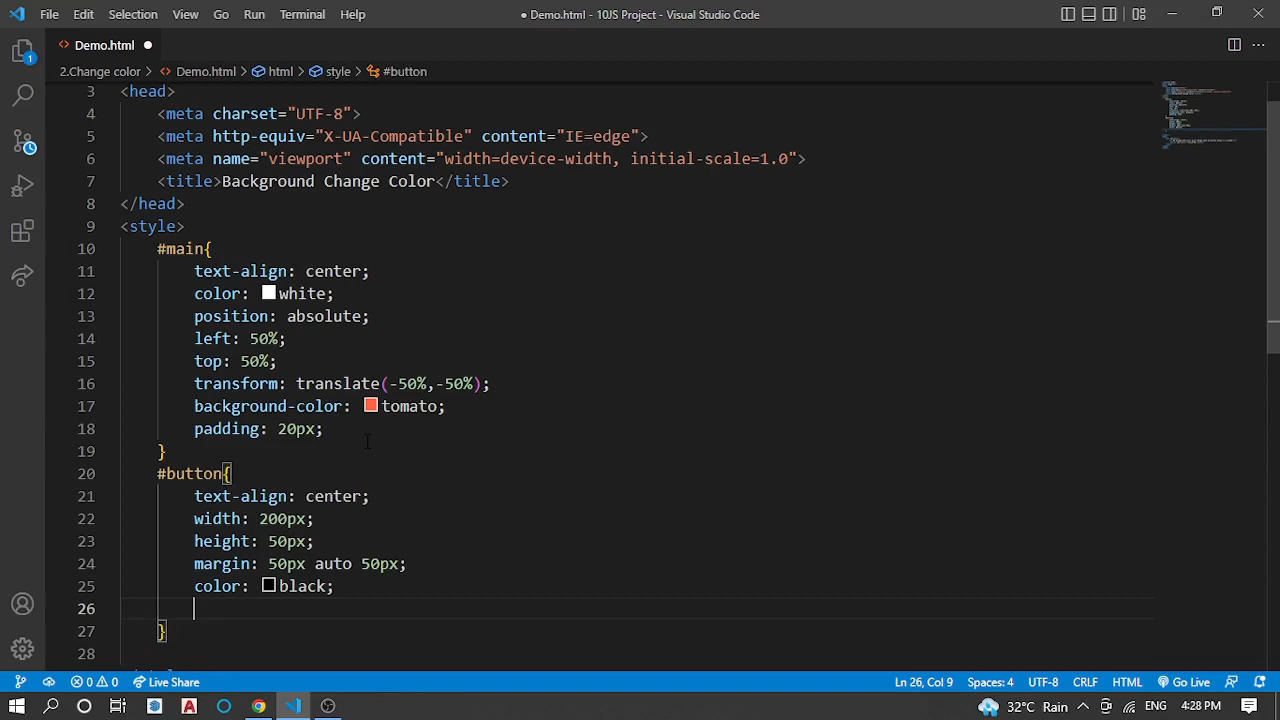 File Edit Selection View Go Run Terminal Help
● Demo.html - 10JS Project - Visual Studio Code
Demo.html
2.Change color > Demo.html > html > style > #button
3 <head>
4 <meta charset="UTF-8">
5 <meta http-equiv="X-UA-Compatible" content="IE=edge">
6 <meta name="viewport" content="width=device-width, initial-scale=1.0">
7 <title>Background Change Color</title>
8 </head>
9 <style>
10 #main{
11 text-align: center;
12 color: white;
13 position: absolute;
14 left: 50%;
15 top: 50%;
16 transform: translate(-50%,-50%);
17 background-color: tomato;
18 padding: 20px;
19 }
20 #button{
21 text-align: center;
22 width: 200px;
23 height: 50px;
24 margin: 50px auto 50px;
25 color: black;
26
27 }
28
1
0 0 Live Share Ln 26, Col 9 Spaces: 4 UTF-8 CRLF HTML Go Live
32°C Rain ENG 4:28 PM